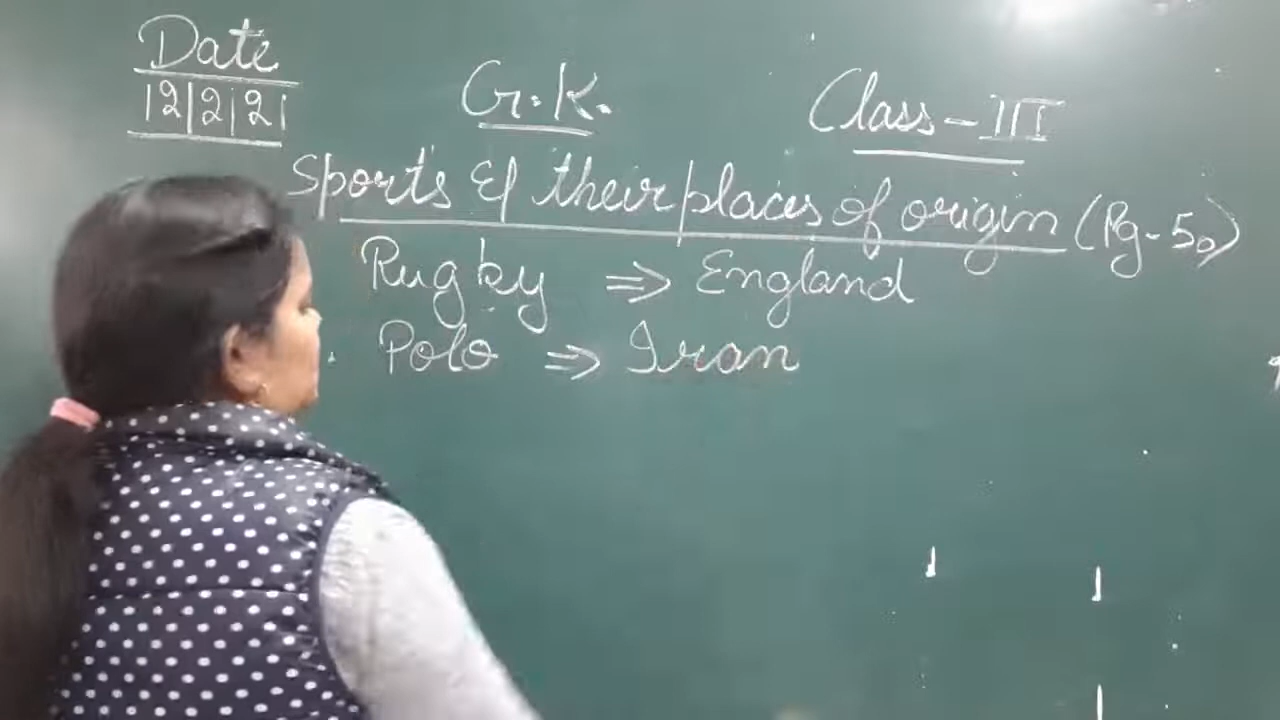 Date
12/2/21
G.K.
Class-III
Sports & their places of origin (Pg-50)
Rugby ⇒ England
Polo ⇒ Iran